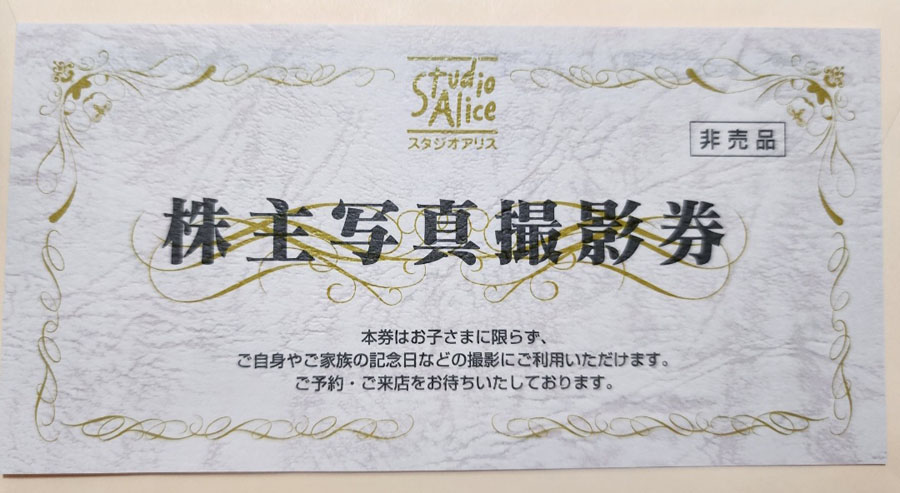 Studio
Alice
スタジオアリス
非売品
株主写真撮影券
本券はお子さまに限らず、
ご自身やご家族の記念日などの撮影にご利用いただけます。
ご予約・ご来店をお待ちいたしております。